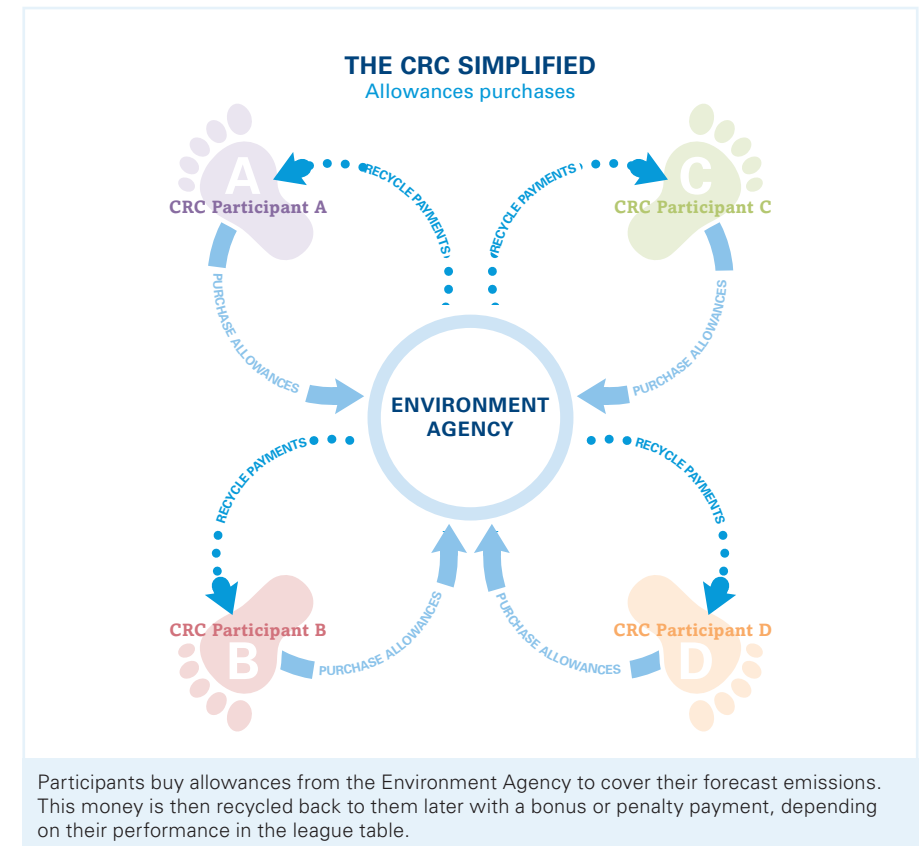 THE CRC SIMPLIFIED
Allowances purchases
A
CRC Participant A
C
CRC Participant C
RECYCLE PAYMENTS
RECYCLE PAYMENTS
PURCHASE ALLOWANCES
PURCHASE ALLOWANCES
ENVIRONMENT
AGENCY
RECYCLE PAYMENTS
RECYCLE PAYMENTS
PURCHASE ALLOWANCES
PURCHASE ALLOWANCES
CRC Participant B
B
CRC Participant D
D
Participants buy allowances from the Environment Agency to cover their forecast emissions.
This money is then recycled back to them later with a bonus or penalty payment, depending
on their performance in the league table.